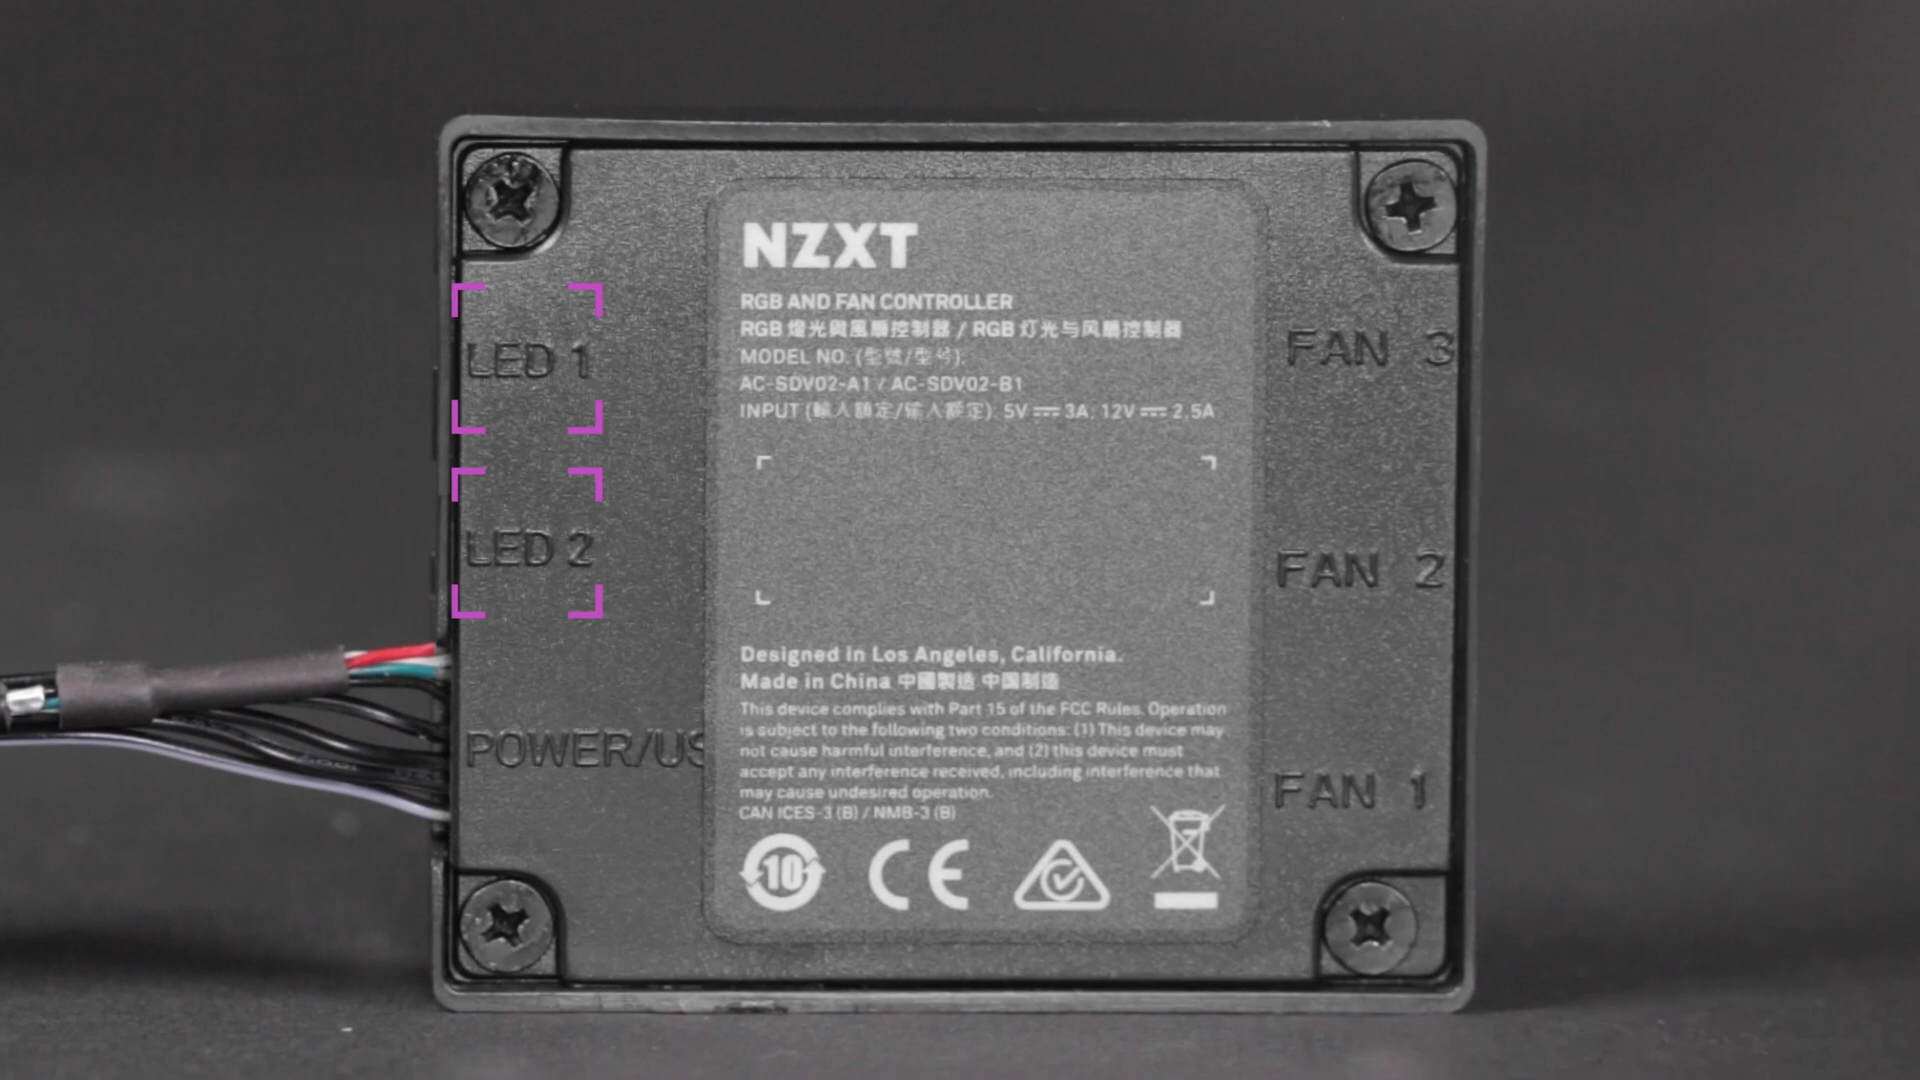 NZXT
RGB AND FAN CONTROLLER
RGB 燈光與風扇控制器 / RGB 灯光与风扇控制器
MODEL NO. (型號/型号):
AC-SDV02-A1 / AC-SDV02-B1
INPUT (輸入額定/输入额定): 5V ⎓ 3A; 12V ⎓ 2.5A
LED 1
LED 2
POWER/US
FAN 3
FAN 2
FAN 1
Designed in Los Angeles, California.
Made in China 中國製造 中国制造
This device complies with Part 15 of the FCC Rules. Operation
is subject to the following two conditions: (1) This device may
not cause harmful interference, and (2) this device must
accept any interference received, including interference that
may cause undesired operation.
CAN ICES-3 (B) / NMB-3 (B)
10
CE